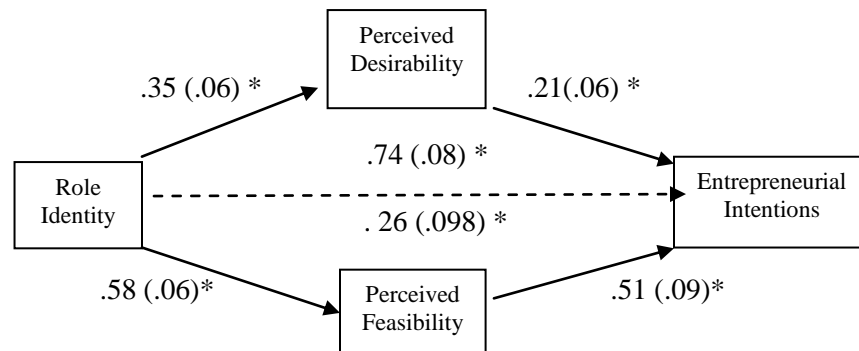 Perceived
Desirability
.35 (.06) *
.21(.06) *
.74 (.08) *
Role
Identity
Entrepreneurial
Intentions
. 26 (.098) *
.58 (.06)*
Perceived
Feasibility
.51 (.09)*